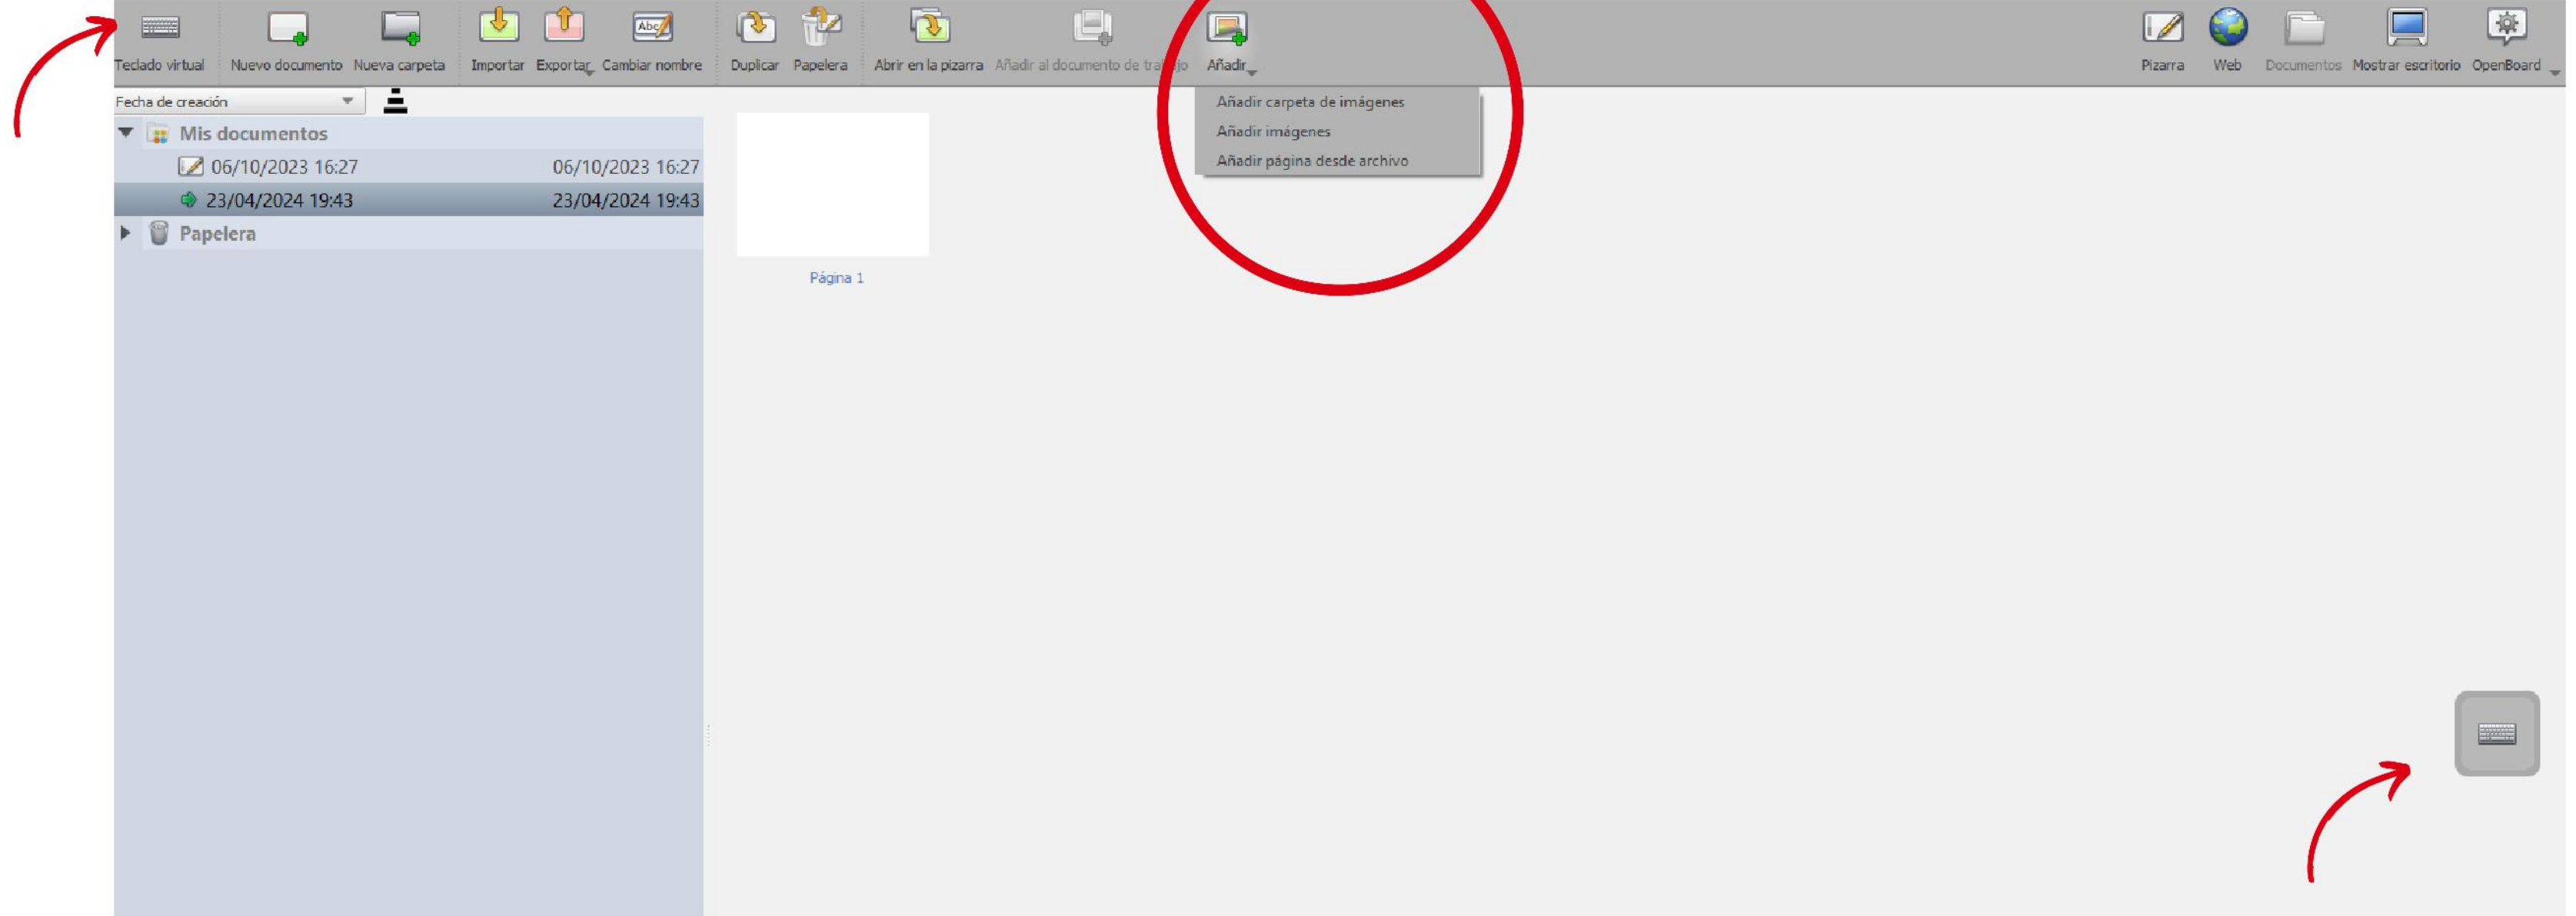 Teclado virtual Nuevo documento Nueva carpeta Importar Exportar Cambiar nombre Duplicar Papelera Abrir en la pizarra Añadir al documento de Añadir Pizarra Web Documentos Mostrar escritorio OpenBoard
Abc
Fecha de creación
Añadir carpeta de imágenes
Añadir imágenes
Añadir página desde archivo
Mis documentos
06/10/2023 16:27 06/10/2023 16:27
23/04/2024 19:43 23/04/2024 19:43
Papelera
Página 1